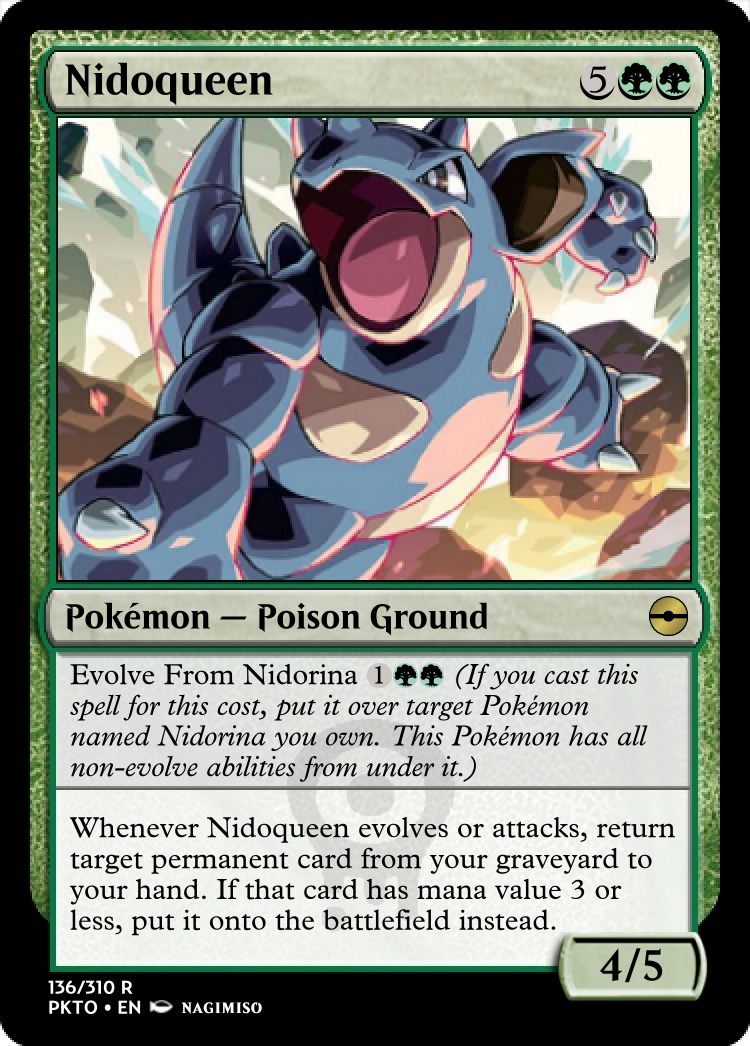 Nidoqueen 5
Pokémon — Poison Ground
Evolve From Nidorina 1 (If you cast this
spell for this cost, put it over target Pokémon
named Nidorina you own. This Pokémon has all
non-evolve abilities from under it.)
Whenever Nidoqueen evolves or attacks, return
target permanent card from your graveyard to
your hand. If that card has mana value 3 or
less, put it onto the battlefield instead.
4/5
136/310 R
PKTO • EN NAGIMISO